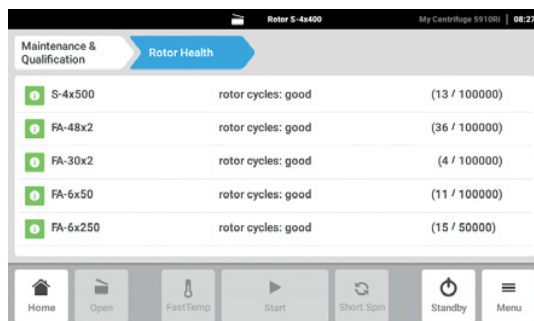 Rotor S-4x400 My Centrifuge 5910Ri | 08:27
Maintenance &
Qualification
Rotor Health
S-4x500 rotor cycles: good (13 / 100000)
FA-48x2 rotor cycles: good (36 / 100000)
FA-30x2 rotor cycles: good (4 / 100000)
FA-6x50 rotor cycles: good (11 / 100000)
FA-6x250 rotor cycles: good (15 / 50000)
Home Open FastTemp Start Short Spin Standby Menu